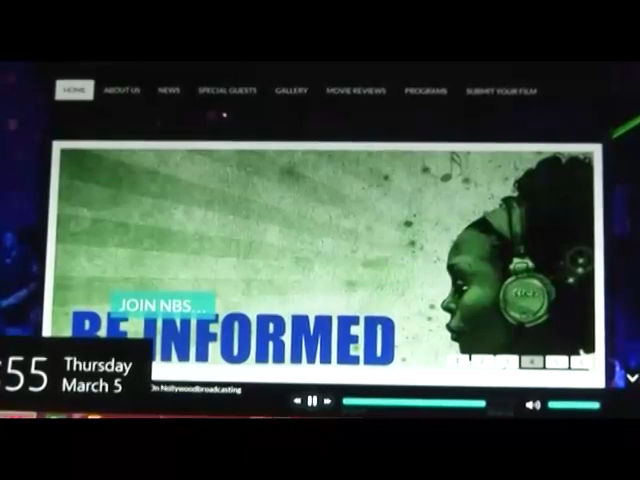 HOME ABOUT US NEWS SPECIAL GUESTS GALLERY MOVIE REVIEWS PROGRAMS SUBMIT YOUR FILM
JOIN NBS...
BE INFORMED
:55 Thursday
March 5
On Nollywoodbroadcasting